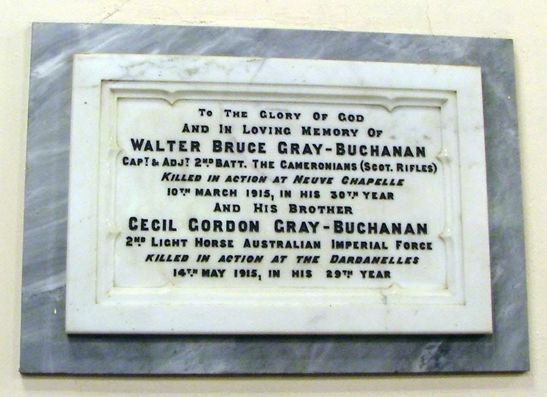 To The Glory Of God
And In Loving Memory Of
Walter Bruce Gray-Buchanan
Capt & Adjt 2nd Batt. The Cameronians (Scot. Rifles)
Killed in action at Neuve Chapelle
10th March 1915, in his 30th year
And His Brother
Cecil Gordon Gray-Buchanan
2nd Light Horse Australian Imperial Force
killed in action at the Dardanelles
14th May 1915, in his 29th year